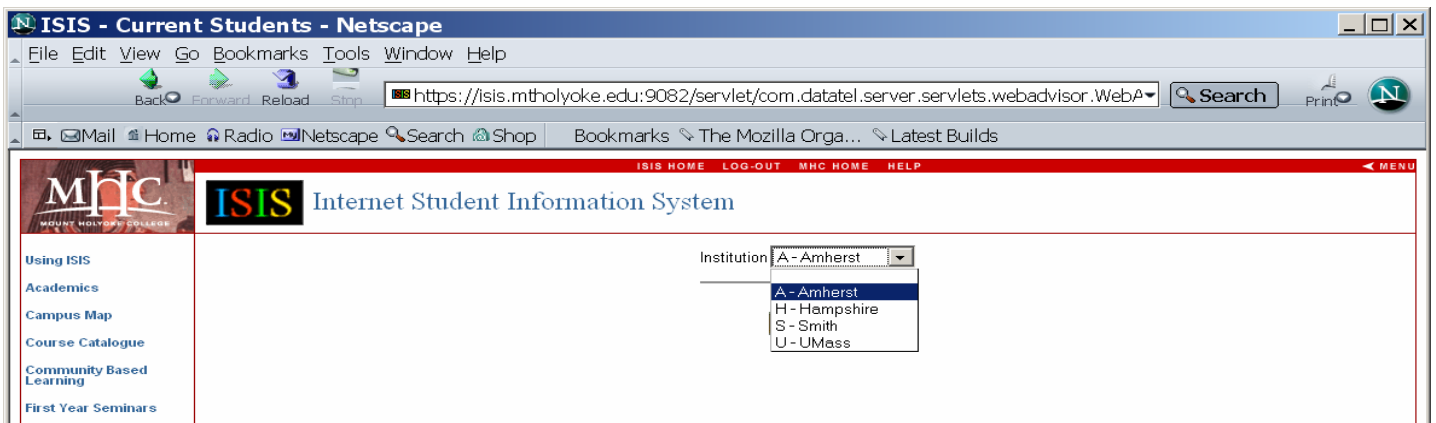 ISIS - Current Students - Netscape
File Edit View Go Bookmarks Tools Window Help
Back Forward Reload Stop https://isis.mtholyoke.edu:9082/servlet/com.datatel.server.servlets.webadvisor.WebA Search Print N
Mail Home Radio Netscape Search Shop Bookmarks The Mozilla Orga... Latest Builds
ISIS HOME LOG-OUT MHC HOME HELP MENU
MHC.
MOUNT HOLYOKE COLLEGE
ISIS Internet Student Information System
Using ISIS
Academics
Campus Map
Course Catalogue
Community Based
Learning
First Year Seminars
Institution A - Amherst
A - Amherst
H - Hampshire
S - Smith
U - UMass